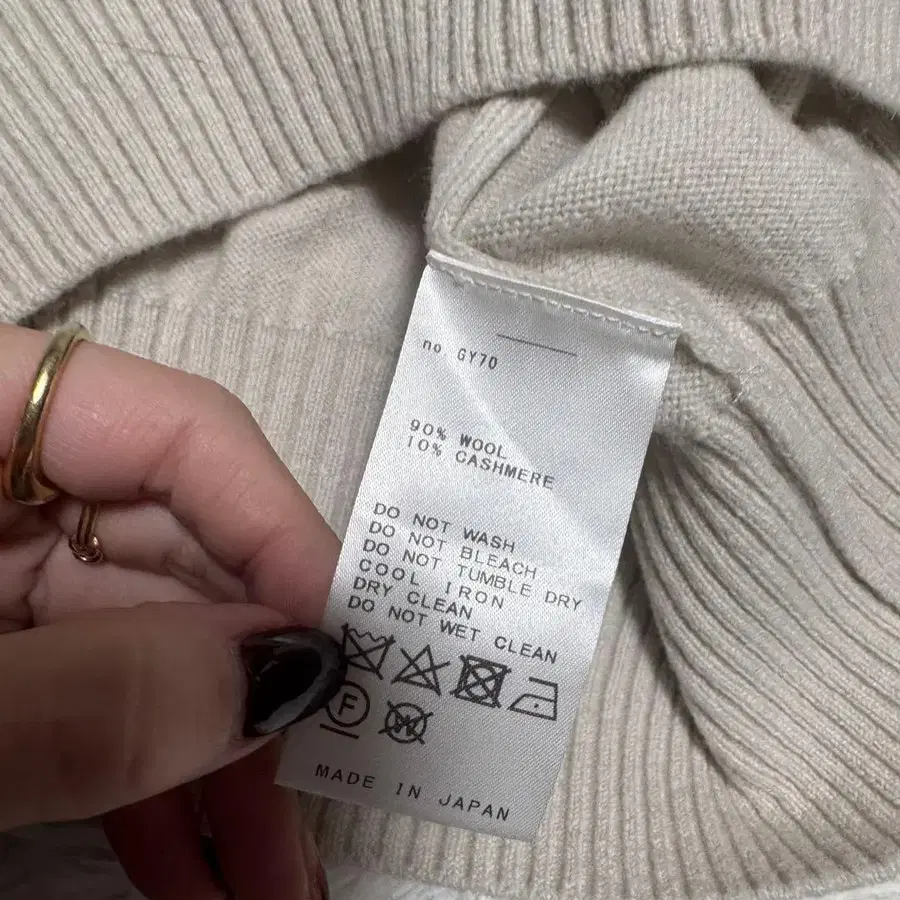 no GY70
90% WOOL
10% CASHMERE
DO NOT WASH
DO NOT BLEACH
DO NOT TUMBLE DRY
COOL IRON
DRY CLEAN
DO NOT WET CLEAN
F
W
MADE IN JAPAN